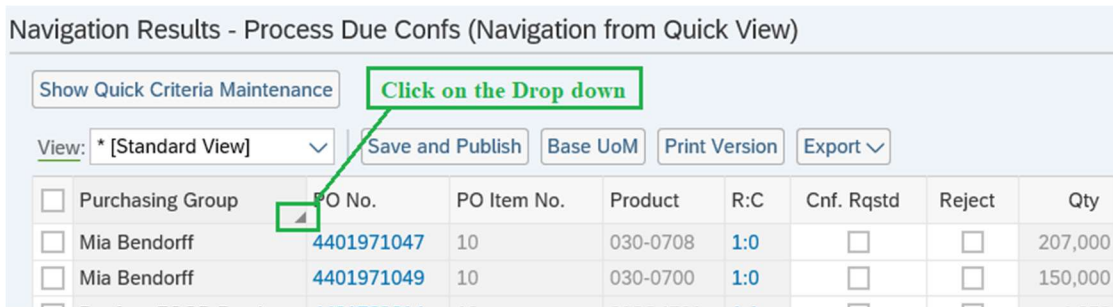 Navigation Results - Process Due Confs (Navigation from Quick View)
Show Quick Criteria Maintenance
Click on the Drop down
View: * [Standard View] Save and Publish Base UoM Print Version Export
Purchasing Group PO No. PO Item No. Product R:C Cnf. Rqstd Reject Qty
Mia Bendorff 4401971047 10 030-0708 1:0 207,000
Mia Bendorff 4401971049 10 030-0700 1:0 150,000